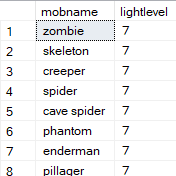 mobname lightlevel
1 zombie 7
2 skeleton 7
3 creeper 7
4 spider 7
5 cave spider 7
6 phantom 7
7 enderman 7
8 pillager 7